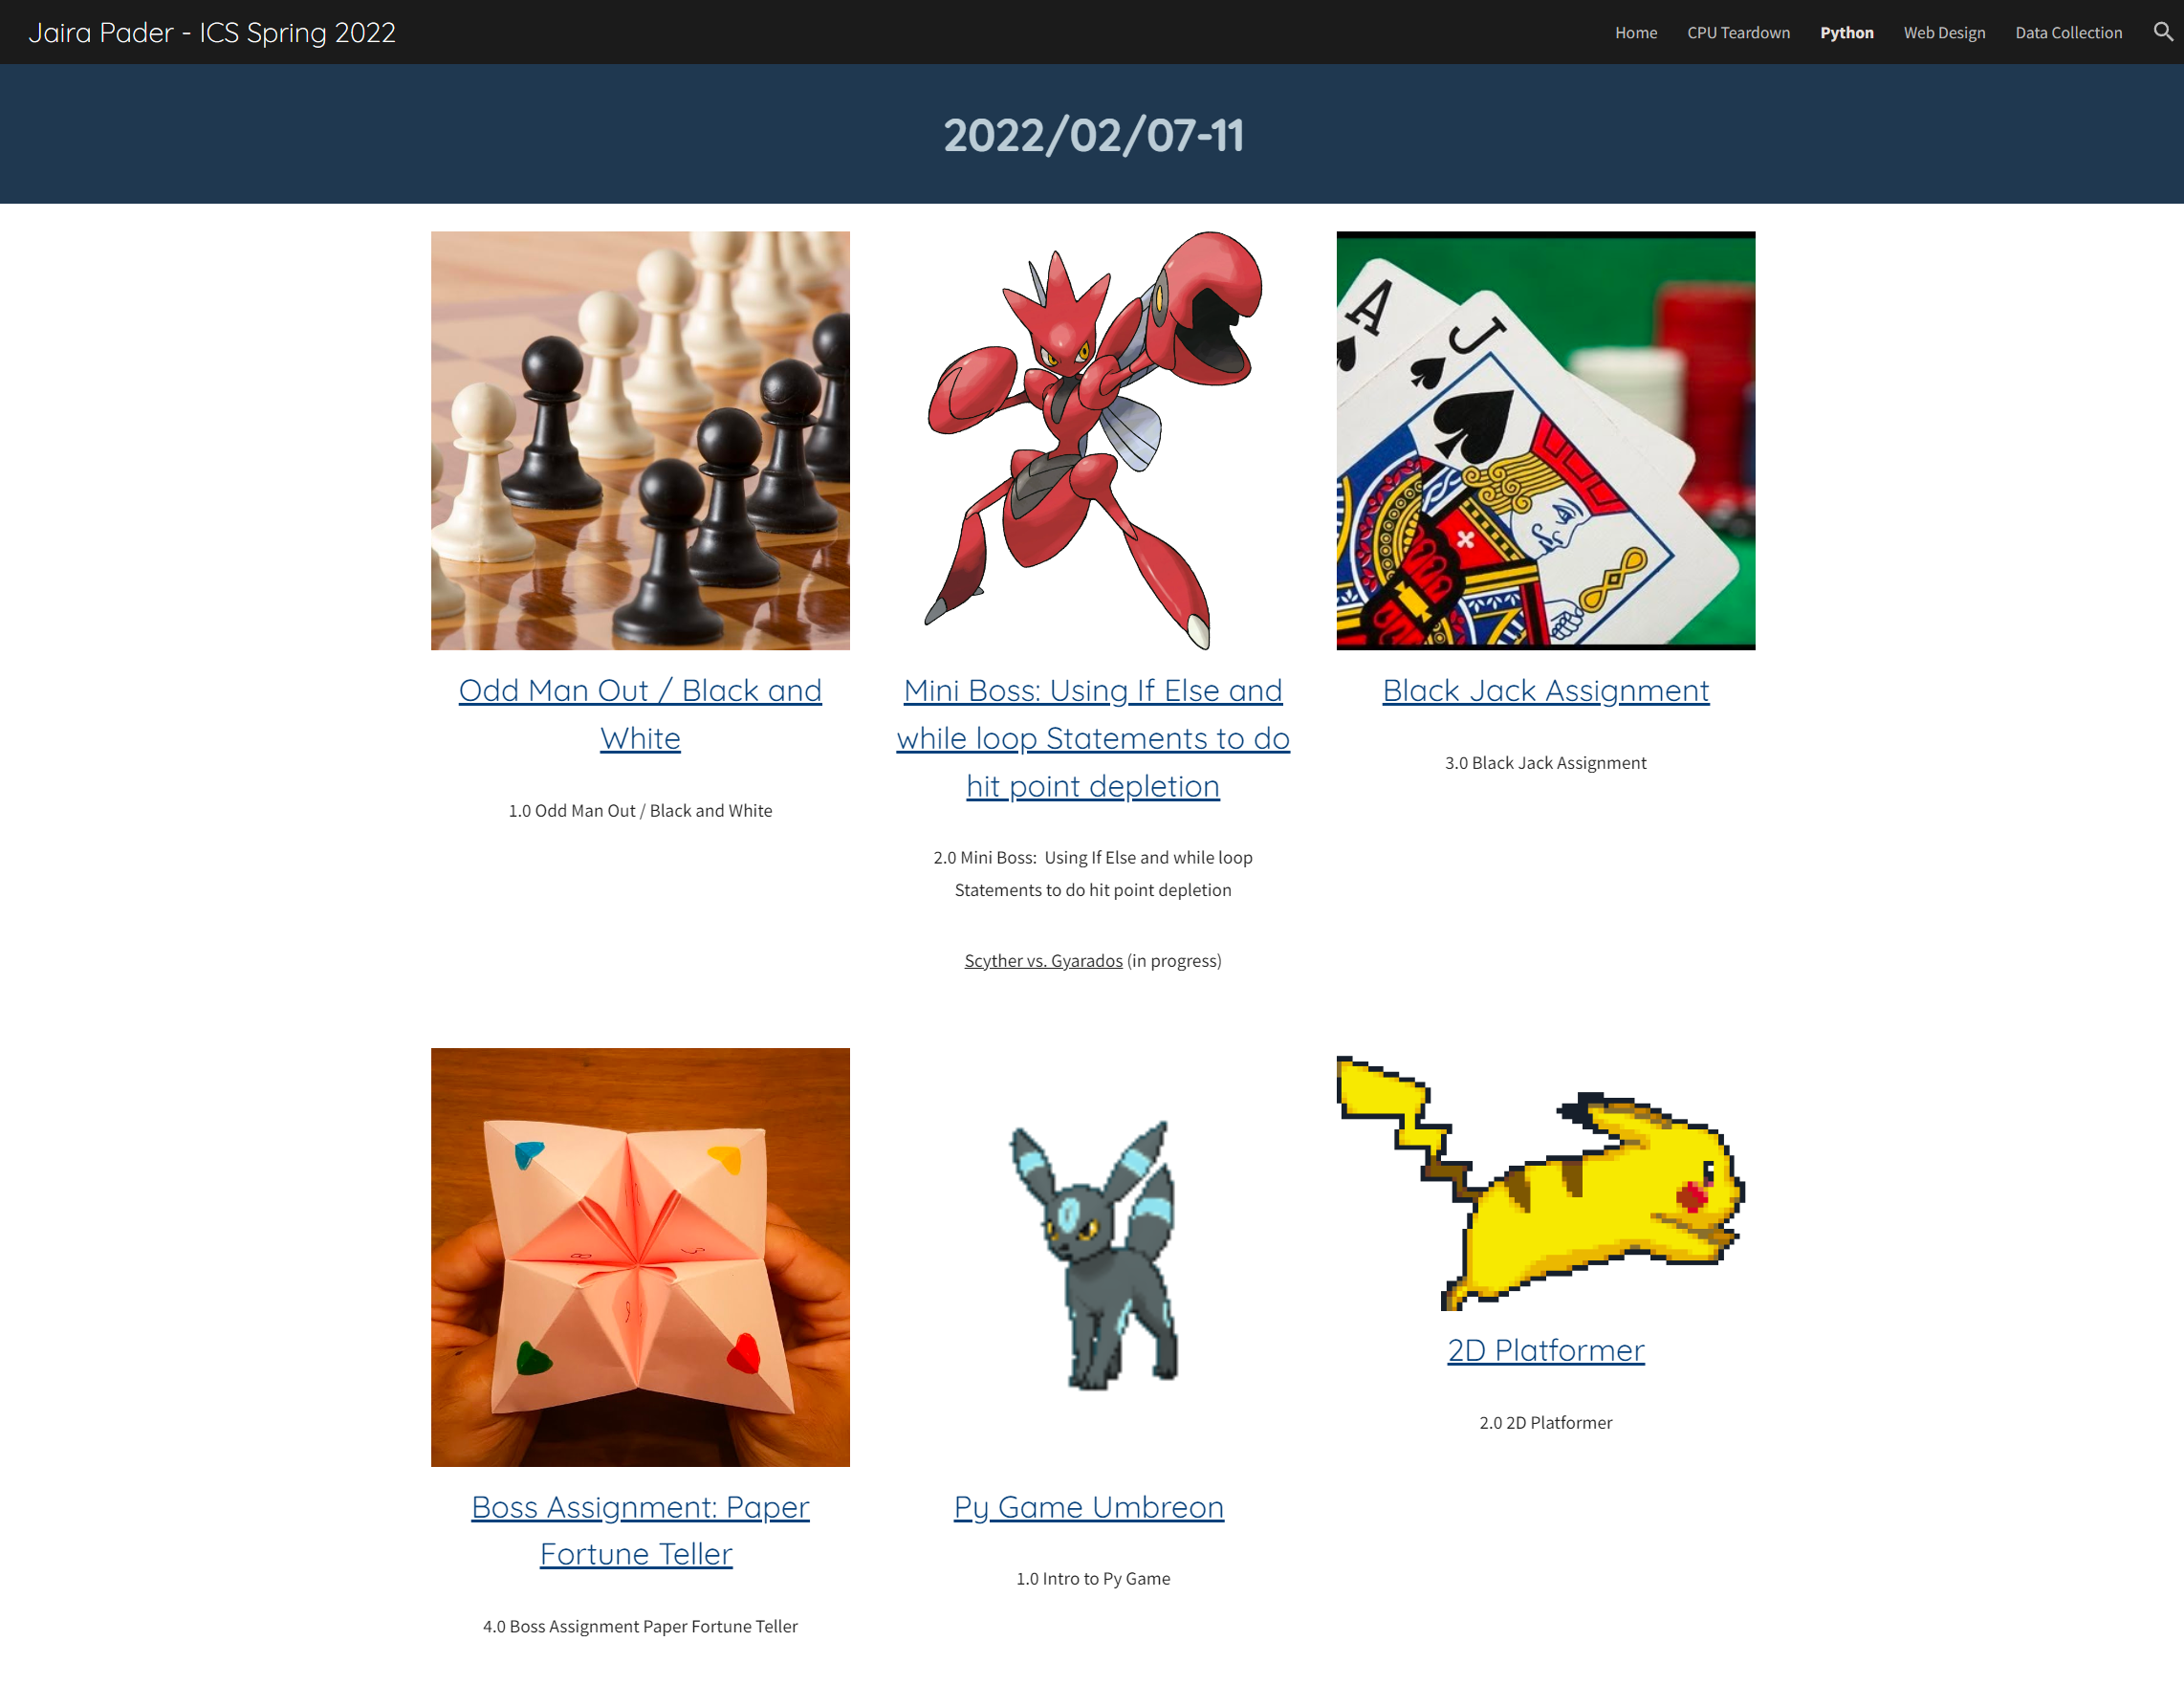 Jaira Pader - ICS Spring 2022
Home
CPU Teardown
Python
Web Design
Data Collection
2022/02/07-11
A
J
Odd Man Out / Black and
White
1.0 Odd Man Out / Black and White
Mini Boss: Using If Else and
while loop Statements to do
hit point depletion
2.0 Mini Boss:  Using If Else and while loop
Statements to do hit point depletion
Scyther vs. Gyarados (in progress)
Black Jack Assignment
3.0 Black Jack Assignment
8
5
Boss Assignment: Paper
Fortune Teller
4.0 Boss Assignment Paper Fortune Teller
Py Game Umbreon
1.0 Intro to Py Game
2D Platformer
2.0 2D Platformer